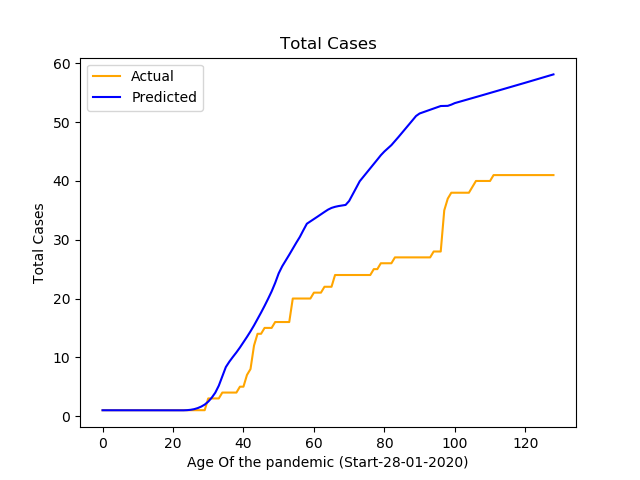 Total Cases
Actual
Predicted
Total Cases
60
50
40
30
20
10
0
0 20 40 60 80 100 120
Age Of the pandemic (Start-28-01-2020)